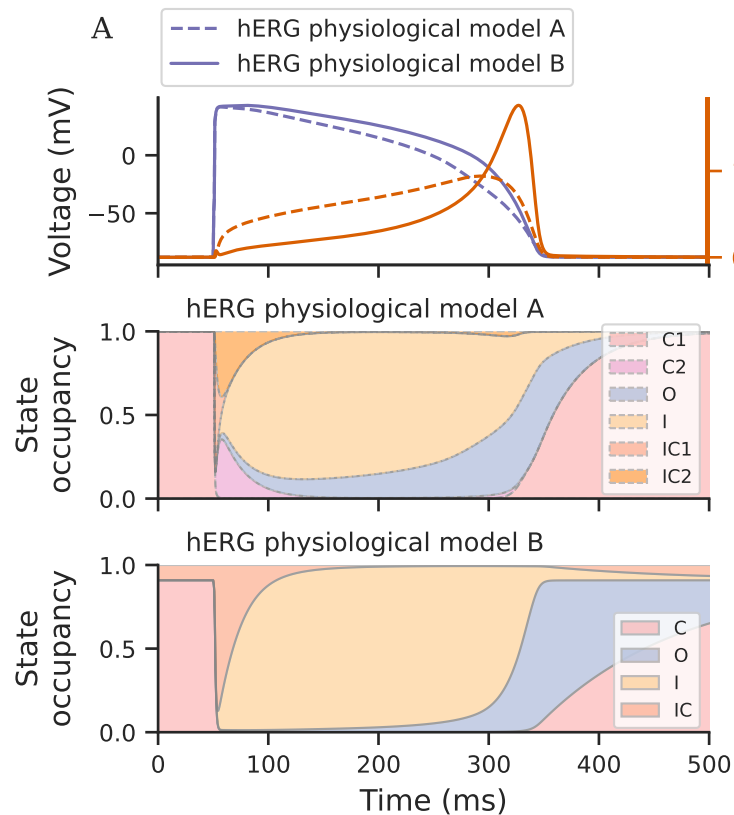 A
hERG physiological model A
hERG physiological model B
Voltage (mV)
0
−50
hERG physiological model A
State
occupancy
1.0
0.5
0.0
C1
C2
O
I
IC1
IC2
hERG physiological model B
State
occupancy
1.0
0.5
0.0
C
O
I
IC
0 100 200 300 400 500
Time (ms)